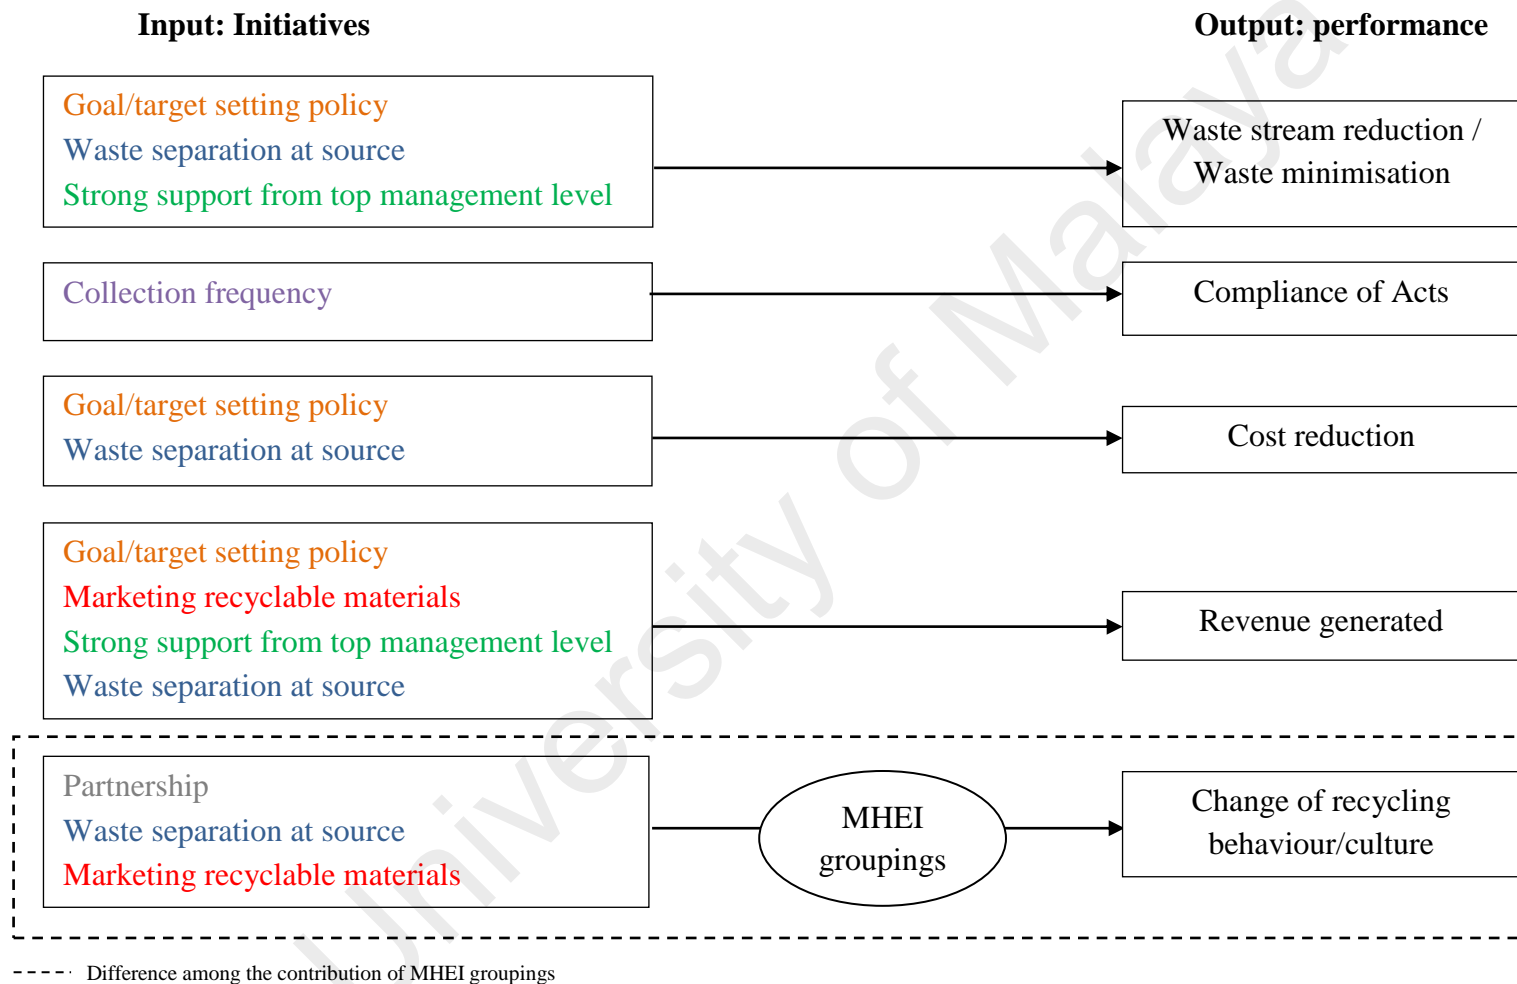 Input: Initiatives
Output: performance
Goal/target setting policy
Waste separation at source
Strong support from top management level
Waste stream reduction /
Waste minimisation
Collection frequency
Compliance of Acts
Goal/target setting policy
Waste separation at source
Cost reduction
Goal/target setting policy
Marketing recyclable materials
Strong support from top management level
Waste separation at source
Revenue generated
Partnership
Waste separation at source
Marketing recyclable materials
MHEI
groupings
Change of recycling
behaviour/culture
Difference among the contribution of MHEI groupings
University of Malaya